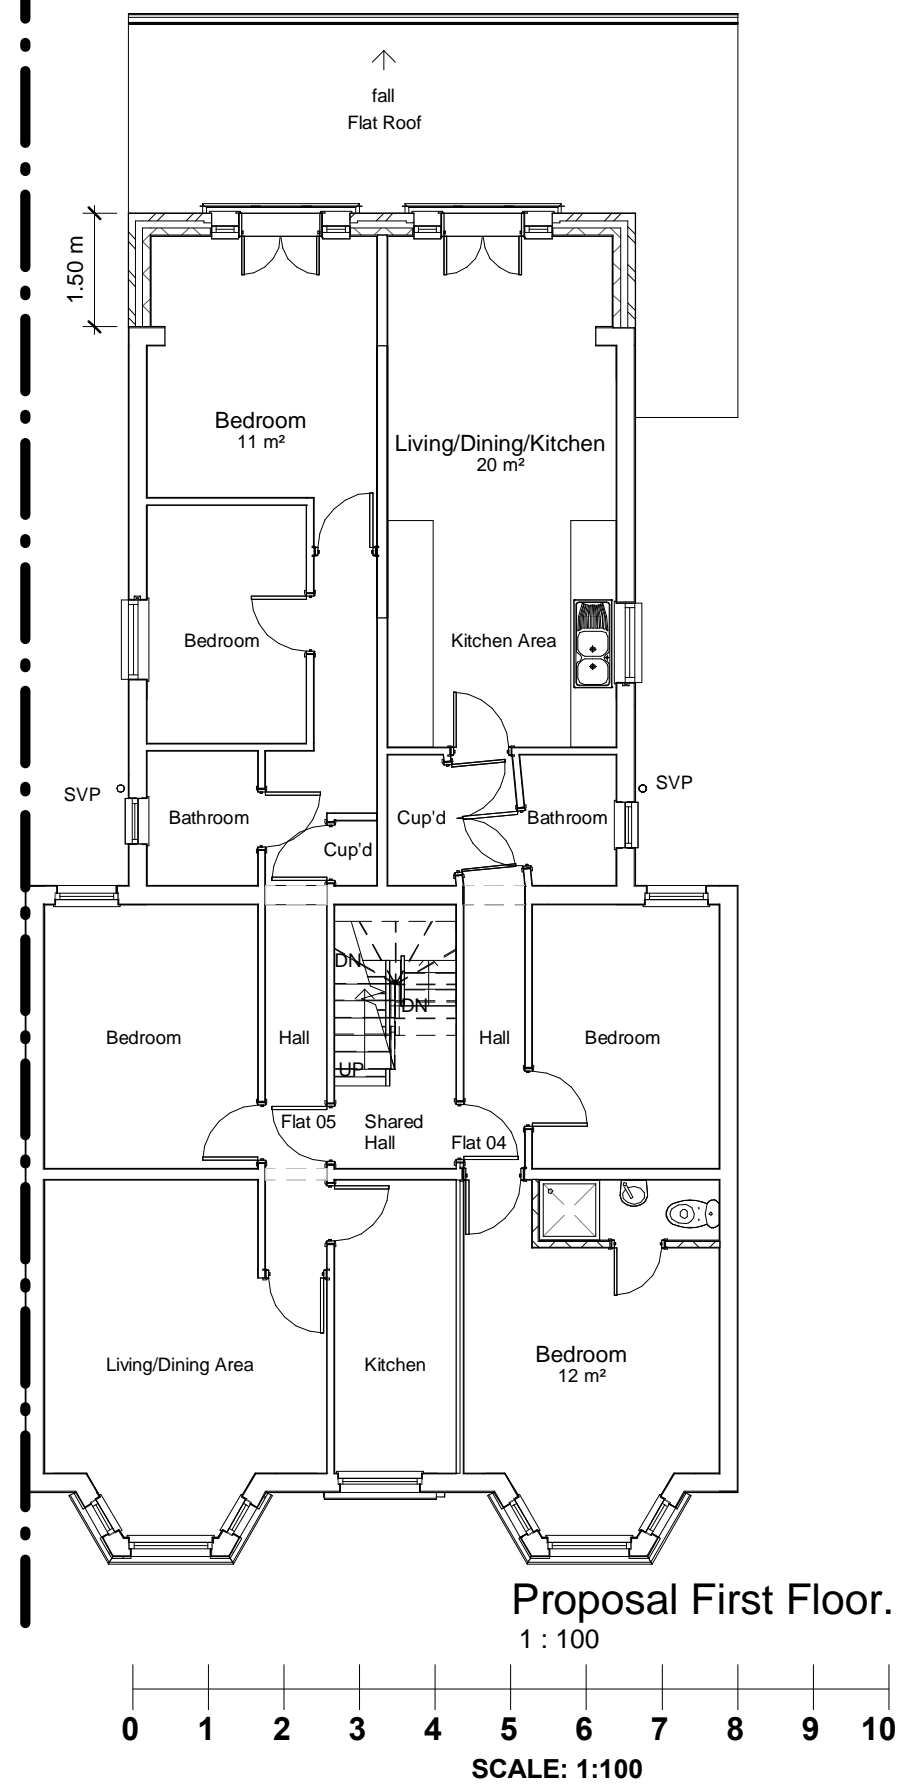 fall
Flat Roof
1.50 m
Bedroom
11 m²
Living/Dining/Kitchen
20 m²
Bedroom
Kitchen Area
SVP
SVP
Bathroom
Cup'd
Cup'd
Bathroom
DN
DN
Bedroom
Hall
Hall
Bedroom
UP
Flat 05
Shared
Hall
Flat 04
Living/Dining Area
Kitchen
Bedroom
12 m²
Proposal First Floor.
1 : 100
0 1 2 3 4 5 6 7 8 9 10
SCALE: 1:100